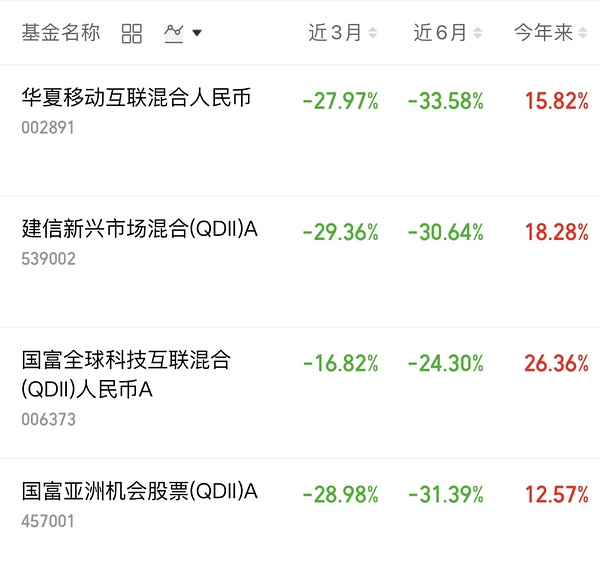 基金名称 近3月 近6月 今年来
华夏移动互联混合人民币 -27.97% -33.58% 15.82%
002891
建信新兴市场混合(QDII)A -29.36% -30.64% 18.28%
539002
国富全球科技互联混合 -16.82% -24.30% 26.36%
(QDII)人民币A
006373
国富亚洲机会股票(QDII)A -28.98% -31.39% 12.57%
457001